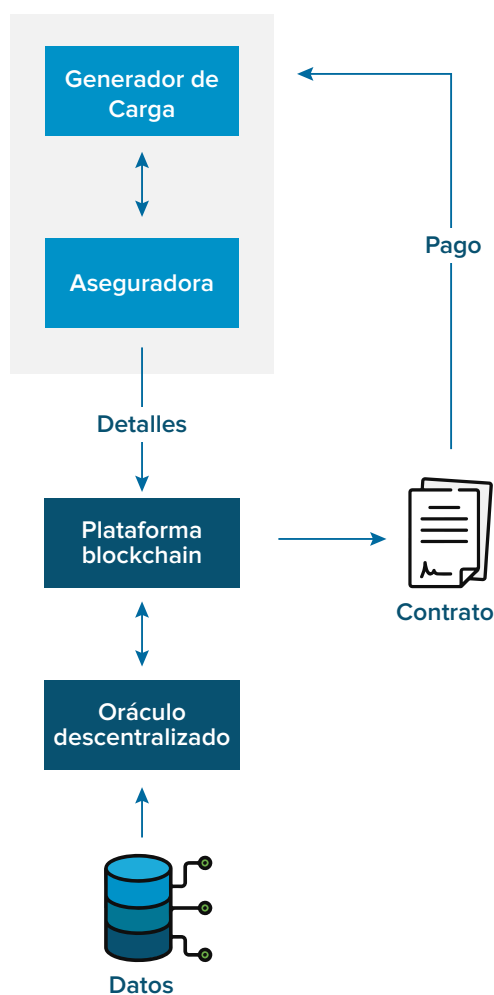 Generador de
Carga
Pago
Aseguradora
Detalles
Plataforma
blockchain
Contrato
Oráculo
descentralizado
Datos